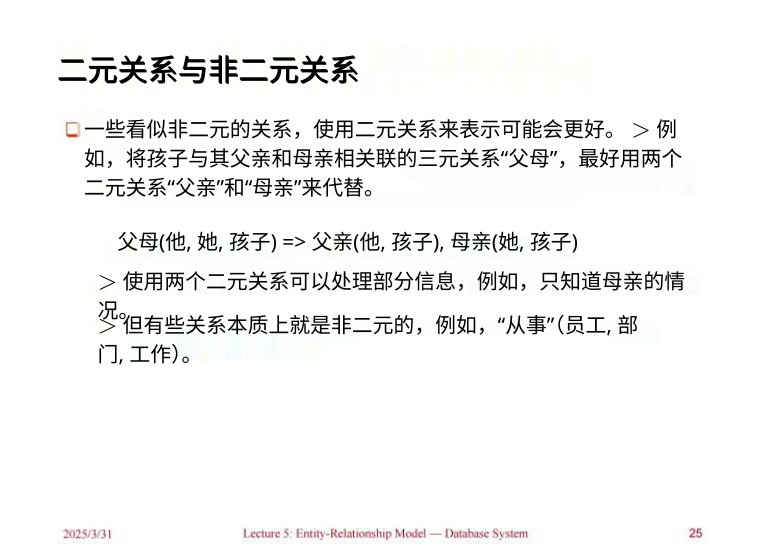 二元关系与非二元关系
一些看似非二元的关系，使用二元关系来表示可能会更好。 ＞ 例
如，将孩子与其父亲和母亲相关联的三元关系“父母”，最好用两个
二元关系“父亲”和“母亲”来代替。
父母(他, 她, 孩子) => 父亲(他, 孩子), 母亲(她, 孩子)
＞ 使用两个二元关系可以处理部分信息，例如，只知道母亲的情
况。
＞ 但有些关系本质上就是非二元的，例如，“从事”（员工, 部
门, 工作）。
2025/3/31 Lecture 5: Entity-Relationship Model — Database System 25